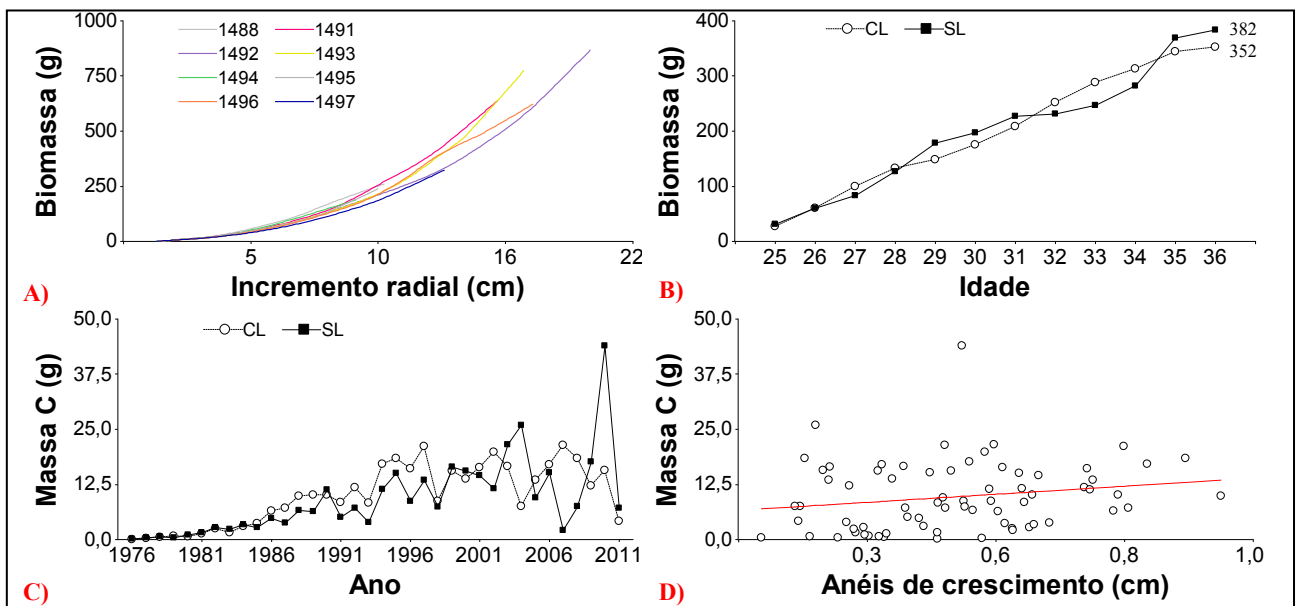 1000
750
500
250
0
Biomassa (g)
1488 1491
1492 1493
1494 1495
1496 1497
5 10 16 22
Incremento radial (cm)
A)
400
300
200
100
0
Biomassa (g)
CL SL
382
352
25 26 27 28 29 30 31 32 33 34 35 36
Idade
B)
50,0
37,5
25,0
12,5
0,0
Massa C (g)
CL SL
1976 1981 1986 1991 1996 2001 2007 2011
Ano
C)
50,0
37,5
25,0
12,5
0,0
Massa C (g)
0,3 0,6 0,8 1,0
Anéis de crescimento (cm)
D)